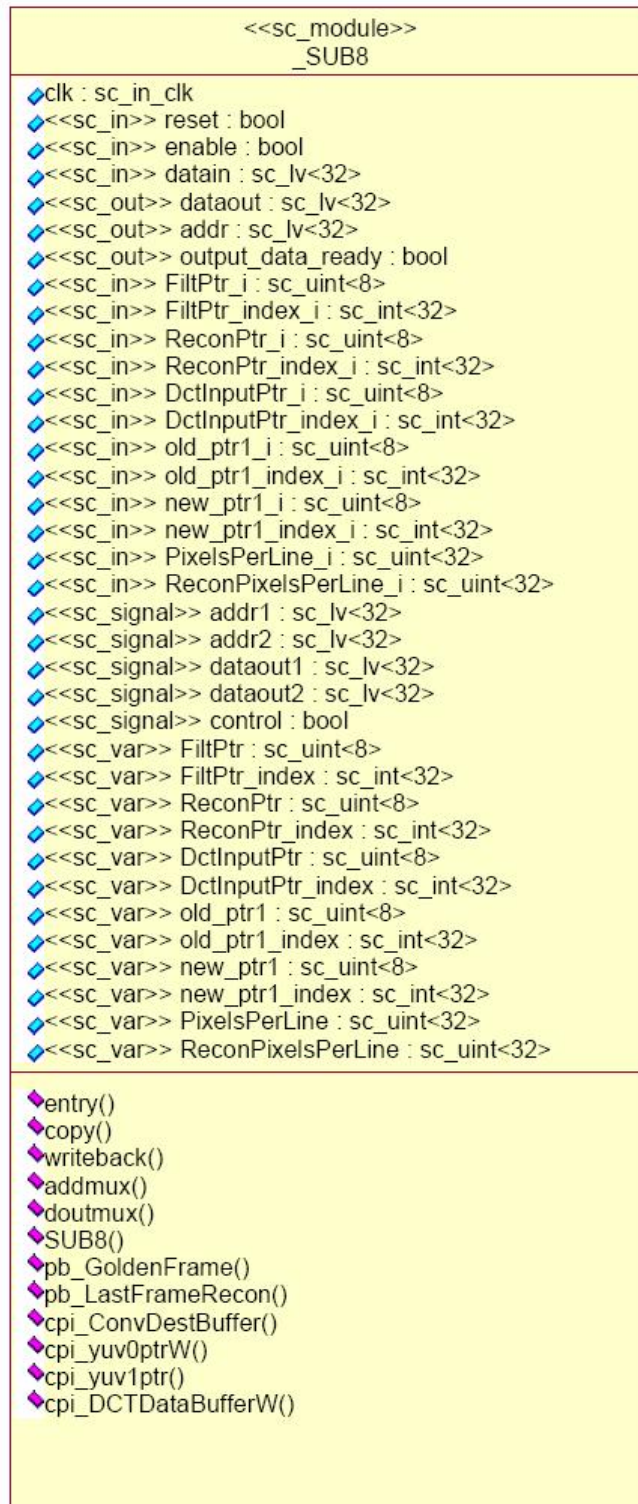 <<sc_module>>
_SUB8
clk : sc_in_clk
<<sc_in>> reset : bool
<<sc_in>> enable : bool
<<sc_in>> datain : sc_lv<32>
<<sc_out>> dataout : sc_lv<32>
<<sc_out>> addr : sc_lv<32>
<<sc_out>> output_data_ready : bool
<<sc_in>> FiltPtr_i : sc_uint<8>
<<sc_in>> FiltPtr_index_i : sc_int<32>
<<sc_in>> ReconPtr_i : sc_uint<8>
<<sc_in>> ReconPtr_index_i : sc_int<32>
<<sc_in>> DctInputPtr_i : sc_uint<8>
<<sc_in>> DctInputPtr_index_i : sc_int<32>
<<sc_in>> old_ptr1_i : sc_uint<8>
<<sc_in>> old_ptr1_index_i : sc_int<32>
<<sc_in>> new_ptr1_i : sc_uint<8>
<<sc_in>> new_ptr1_index_i : sc_int<32>
<<sc_in>> PixelsPerLine_i : sc_uint<32>
<<sc_in>> ReconPixelsPerLine_i : sc_uint<32>
<<sc_signal>> addr1 : sc_lv<32>
<<sc_signal>> addr2 : sc_lv<32>
<<sc_signal>> dataout1 : sc_lv<32>
<<sc_signal>> dataout2 : sc_lv<32>
<<sc_signal>> control : bool
<<sc_var>> FiltPtr : sc_uint<8>
<<sc_var>> FiltPtr_index : sc_int<32>
<<sc_var>> ReconPtr : sc_uint<8>
<<sc_var>> ReconPtr_index : sc_int<32>
<<sc_var>> DctInputPtr : sc_uint<8>
<<sc_var>> DctInputPtr_index : sc_int<32>
<<sc_var>> old_ptr1 : sc_uint<8>
<<sc_var>> old_ptr1_index : sc_int<32>
<<sc_var>> new_ptr1 : sc_uint<8>
<<sc_var>> new_ptr1_index : sc_int<32>
<<sc_var>> PixelsPerLine : sc_uint<32>
<<sc_var>> ReconPixelsPerLine : sc_uint<32>
entry()
copy()
writeback()
addmux()
doutmux()
SUB8()
pb_GoldenFrame()
pb_LastFrameRecon()
cpi_ConvDestBuffer()
cpi_yuv0ptrW()
cpi_yuv1ptr()
cpi_DCTDataBufferW()